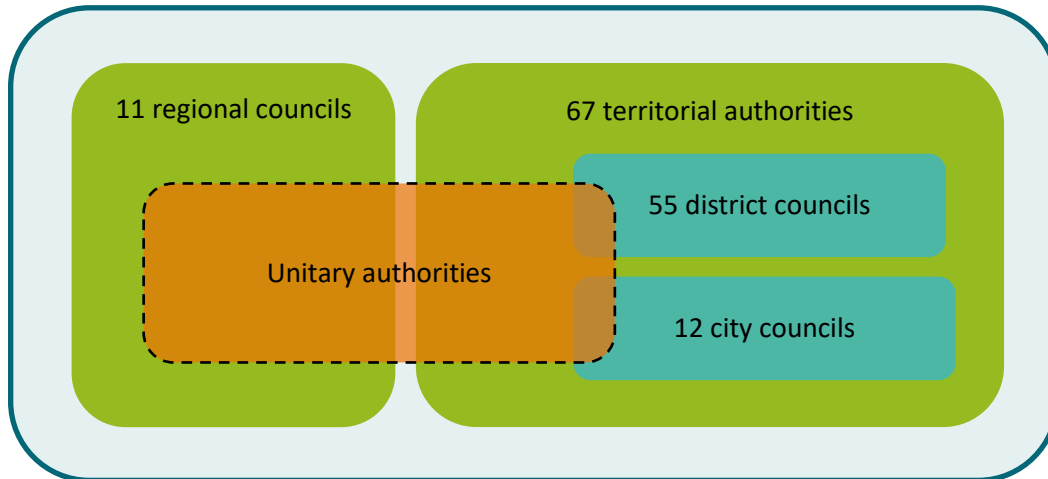 11 regional councils
67 territorial authorities
55 district councils
Unitary authorities
12 city councils